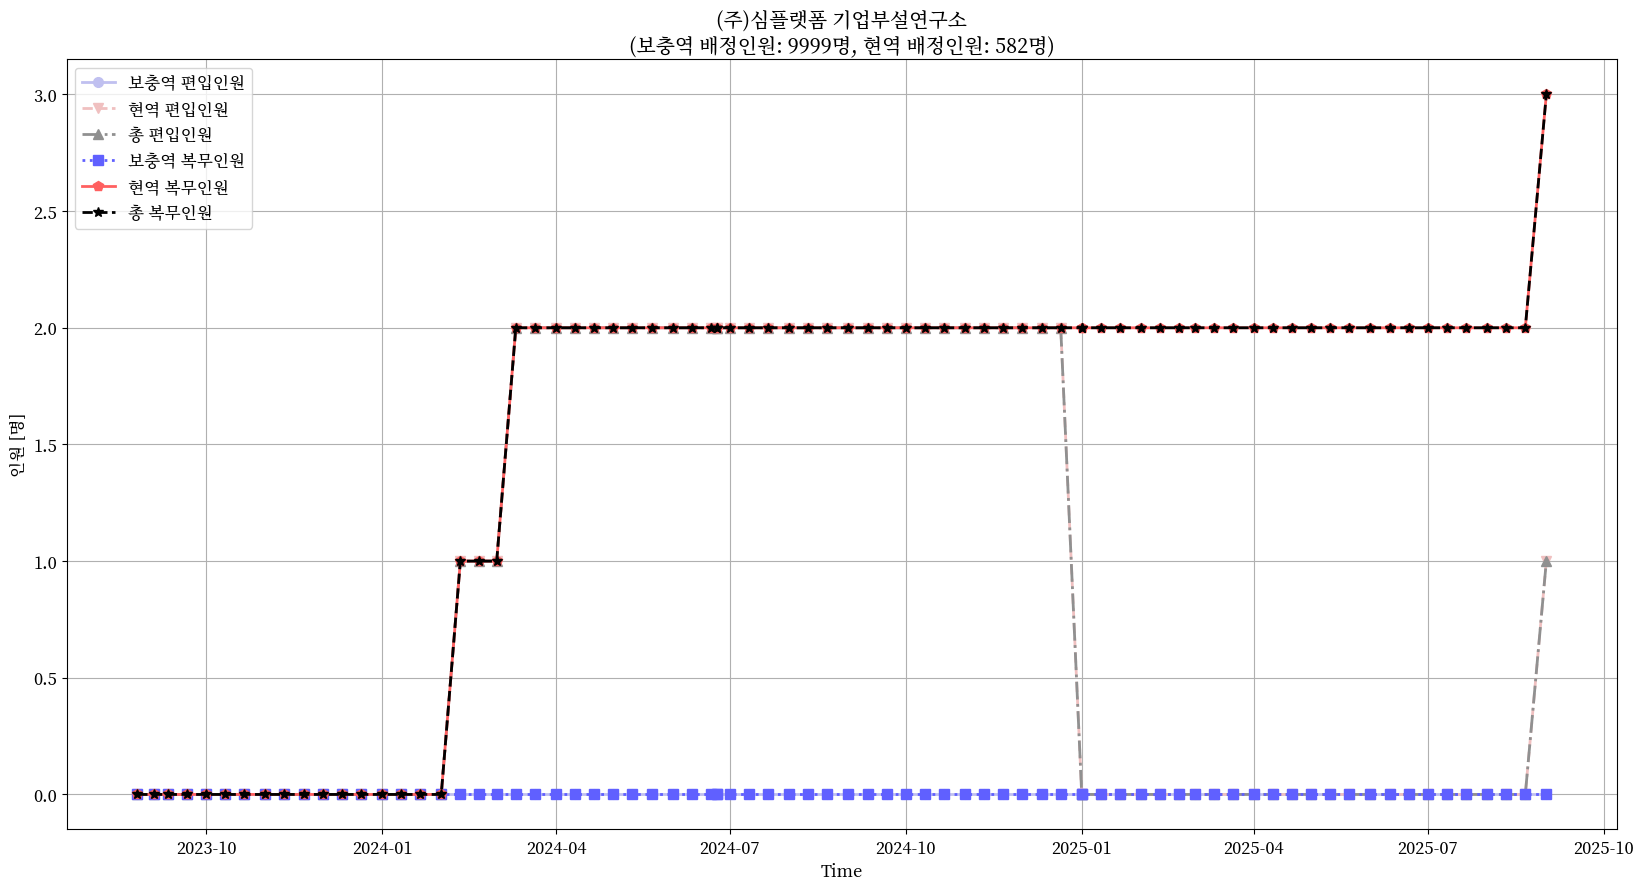 (주)심플랫폼 기업부설연구소
(보충역 배정인원: 9999명, 현역 배정인원: 582명)
보충역 편입인원
현역 편입인원
총 편입인원
보충역 복무인원
현역 복무인원
총 복무인원
3.0
2.5
2.0
1.5
1.0
0.5
0.0
인원 [명]
2023-10
2024-01
2024-04
2024-07
2024-10
2025-01
2025-04
2025-07
2025-10
Time